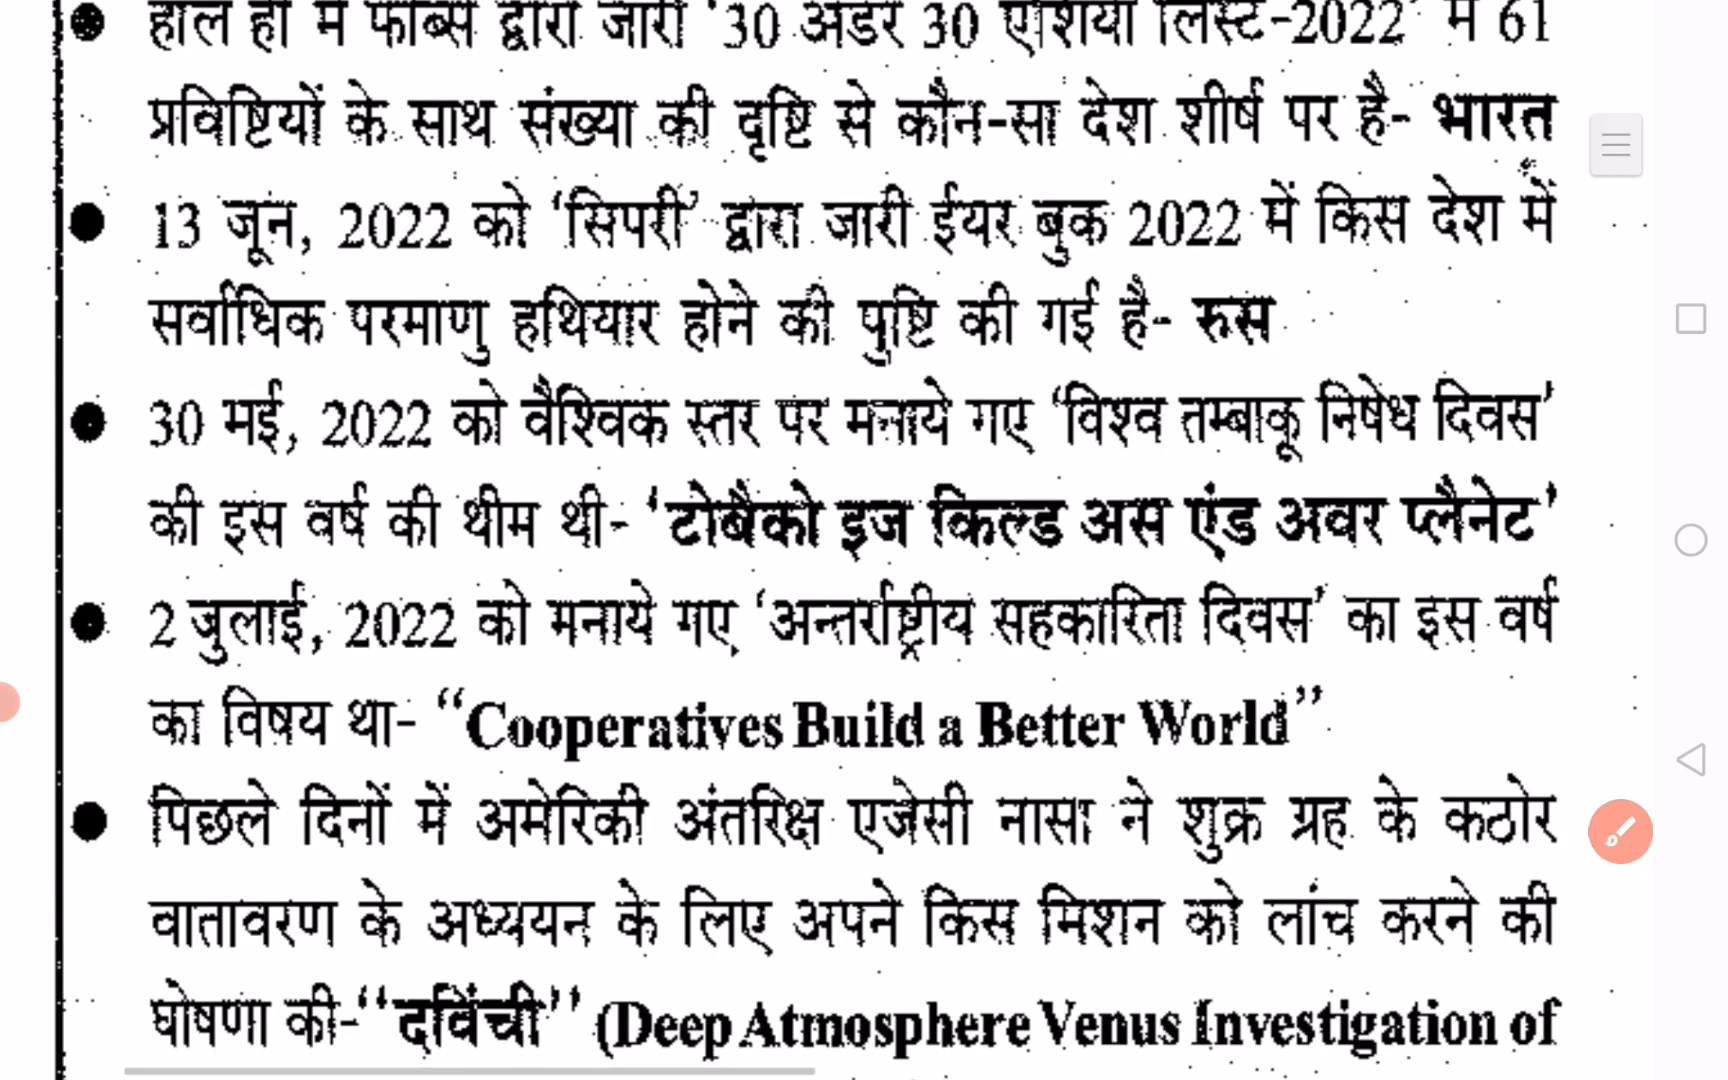 हाल ही में फोर्ब्स द्वारा जारी '30 अंडर 30 एशिया लिस्ट-2022' में 61
प्रविष्टियों के साथ संख्या की दृष्टि से कौन-सा देश शीर्ष पर है- भारत
13 जून, 2022 को 'सिपरी' द्वारा जारी ईयर बुक 2022 में किस देश में
सर्वाधिक परमाणु हथियार होने की पुष्टि की गई है- रुस
30 मई, 2022 को वैश्विक स्तर पर मनाये गए 'विश्व तम्बाकू निषेध दिवस'
की इस वर्ष की थीम थी- 'टोबैको इज किल्ड अस एंड अवर प्लैनेट'
2 जुलाई, 2022 को मनाये गए 'अन्तर्राष्ट्रीय सहकारिता दिवस' का इस वर्ष
का विषय था- "Cooperatives Build a Better World"
पिछले दिनों में अमेरिकी अंतरिक्ष एजेसी नासा ने शुक्र ग्रह के कठोर
वातावरण के अध्ययन के लिए अपने किस मिशन को लांच करने की
घोषणा की-"दविंची" (Deep Atmosphere Venus Investigation of